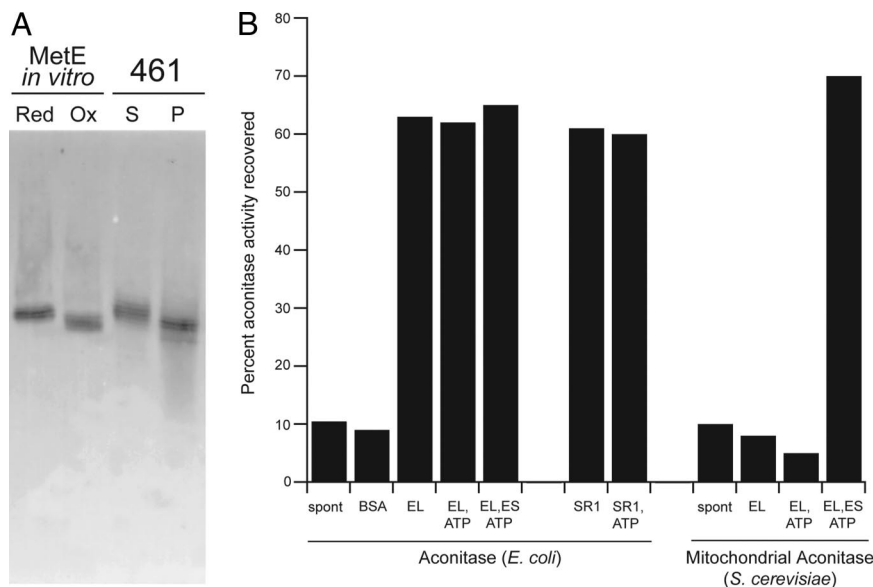 A
MetE
in vitro
461
Red Ox S P
B
Percent aconitase activity recovered
80
70
60
50
40
30
20
10
0
spont BSA EL EL, ATP EL,ES ATP SR1 SR1, ATP spont EL EL, ATP EL,ES ATP
Aconitase (E. coli)
Mitochondrial Aconitase
(S. cerevisiae)